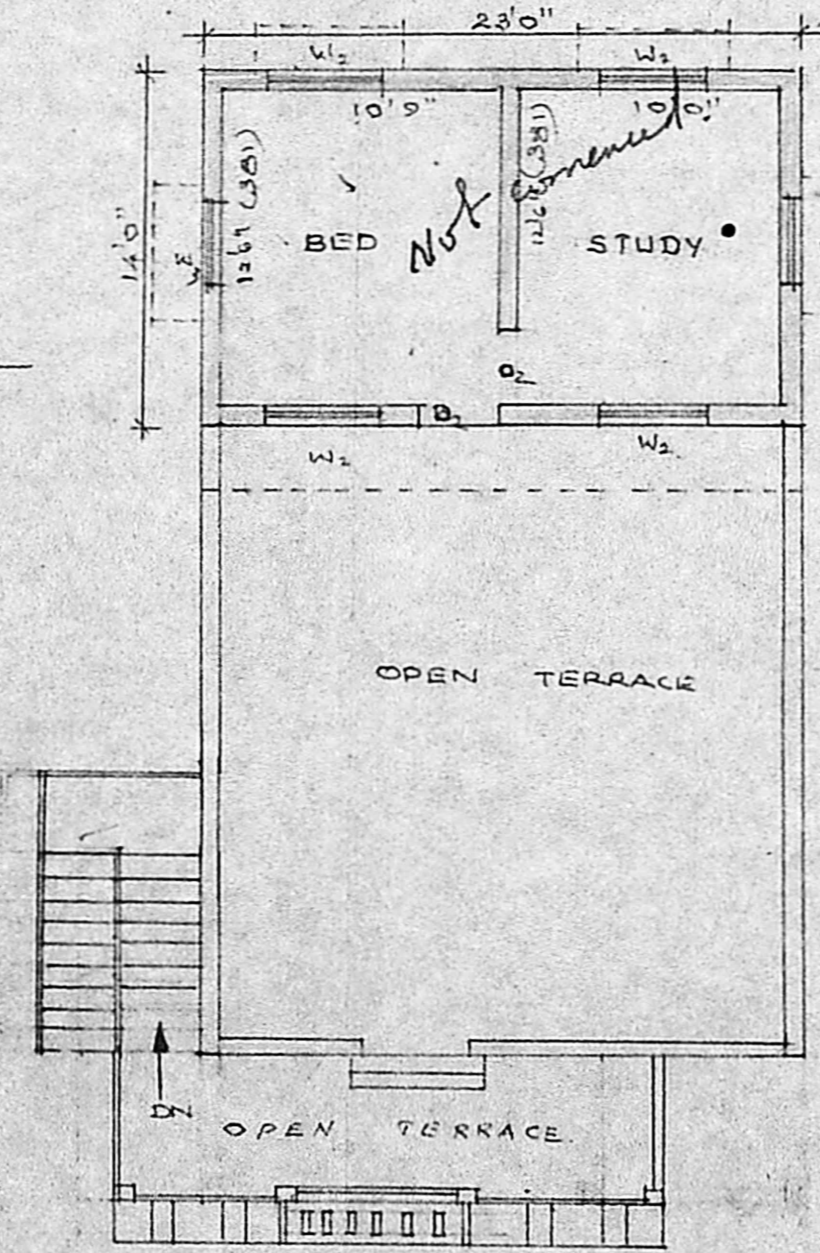 23'0"
W2
W2
10'9"
10'0"
14'0"
12'6" (381)
12'6" (381)
Not
BED
STUDY
W2
D2
D2
W2
W2
OPEN TERRACE
DN
OPEN TERRACE